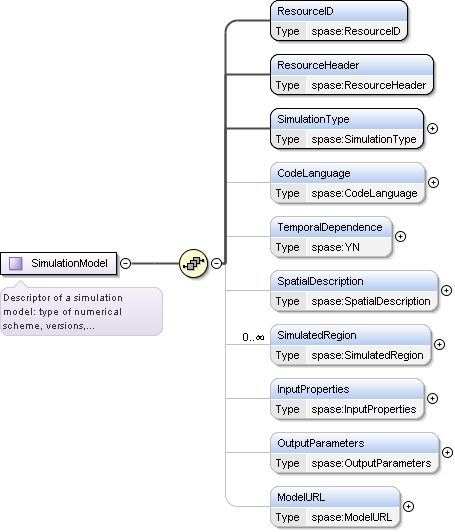 ResourceID
Type spase:ResourceID
ResourceHeader
Type spase:ResourceHeader
SimulationType
Type spase:SimulationType
CodeLanguage
Type spase:CodeLanguage
TemporalDependence
Type spase:YN
SimulationModel
Descriptor of a simulation
model: type of numerical
scheme, versions,...
SpatialDescription
Type spase:SpatialDescription
0..∞
SimulatedRegion
Type spase:SimulatedRegion
InputProperties
Type spase:InputProperties
OutputParameters
Type spase:OutputParameters
ModelURL
Type spase:ModelURL